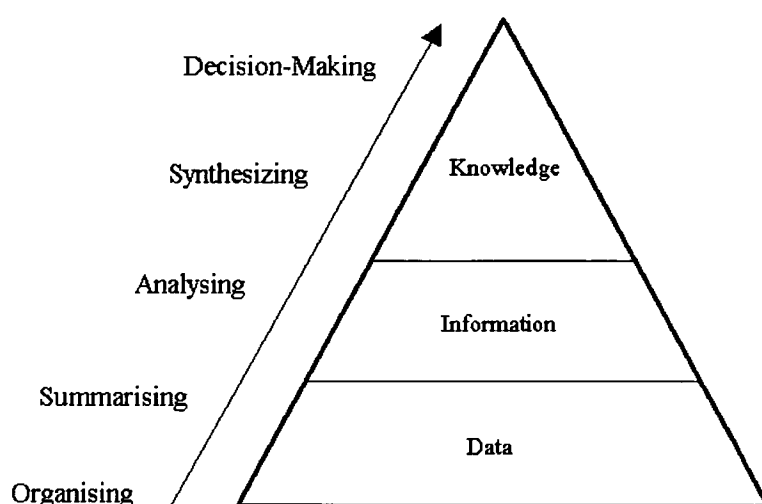 Decision-Making
Synthesizing
Knowledge
Analysing
Information
Summarising
Data
Organising